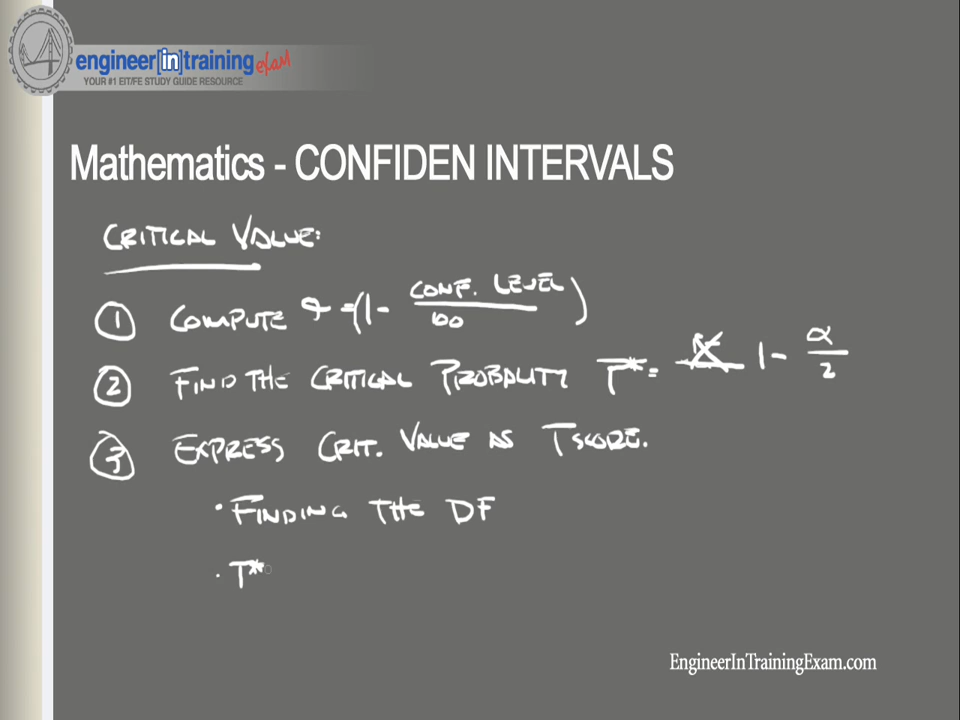 engineer[in]training exam
YOUR #1 EIT/FE STUDY GUIDE RESOURCE
Mathematics - CONFIDEN INTERVALS
CRITICAL VALUE:
① COMPUTE α = (1 - CONF. LEVEL / 100)
② FIND THE CRITICAL PROBALITY T* = 1 - α / 2
③ EXPRESS CRIT. VALUE AS T SCORE.
· FINDING THE DF
· T*
EngineerInTrainingExam.com